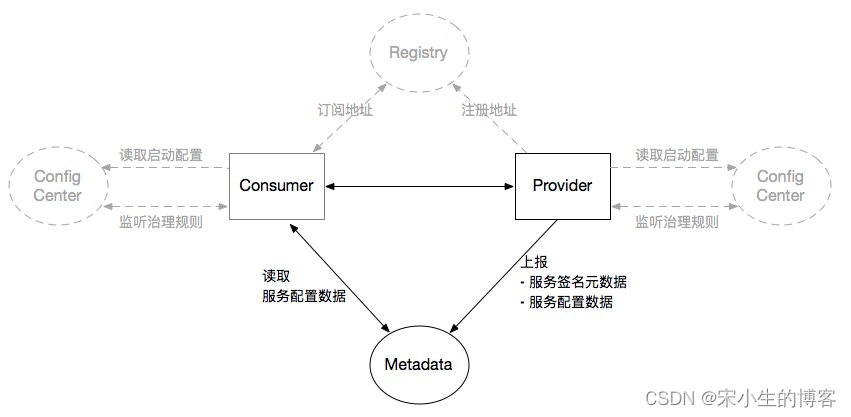 Registry
订阅地址
注册地址
读取启动配置
读取启动配置
Config
Center
Consumer
Provider
Config
Center
监听治理规则
监听治理规则
读取
服务配置数据
上报
- 服务签名元数据
- 服务配置数据
Metadata
CSDN @宋小生的博客